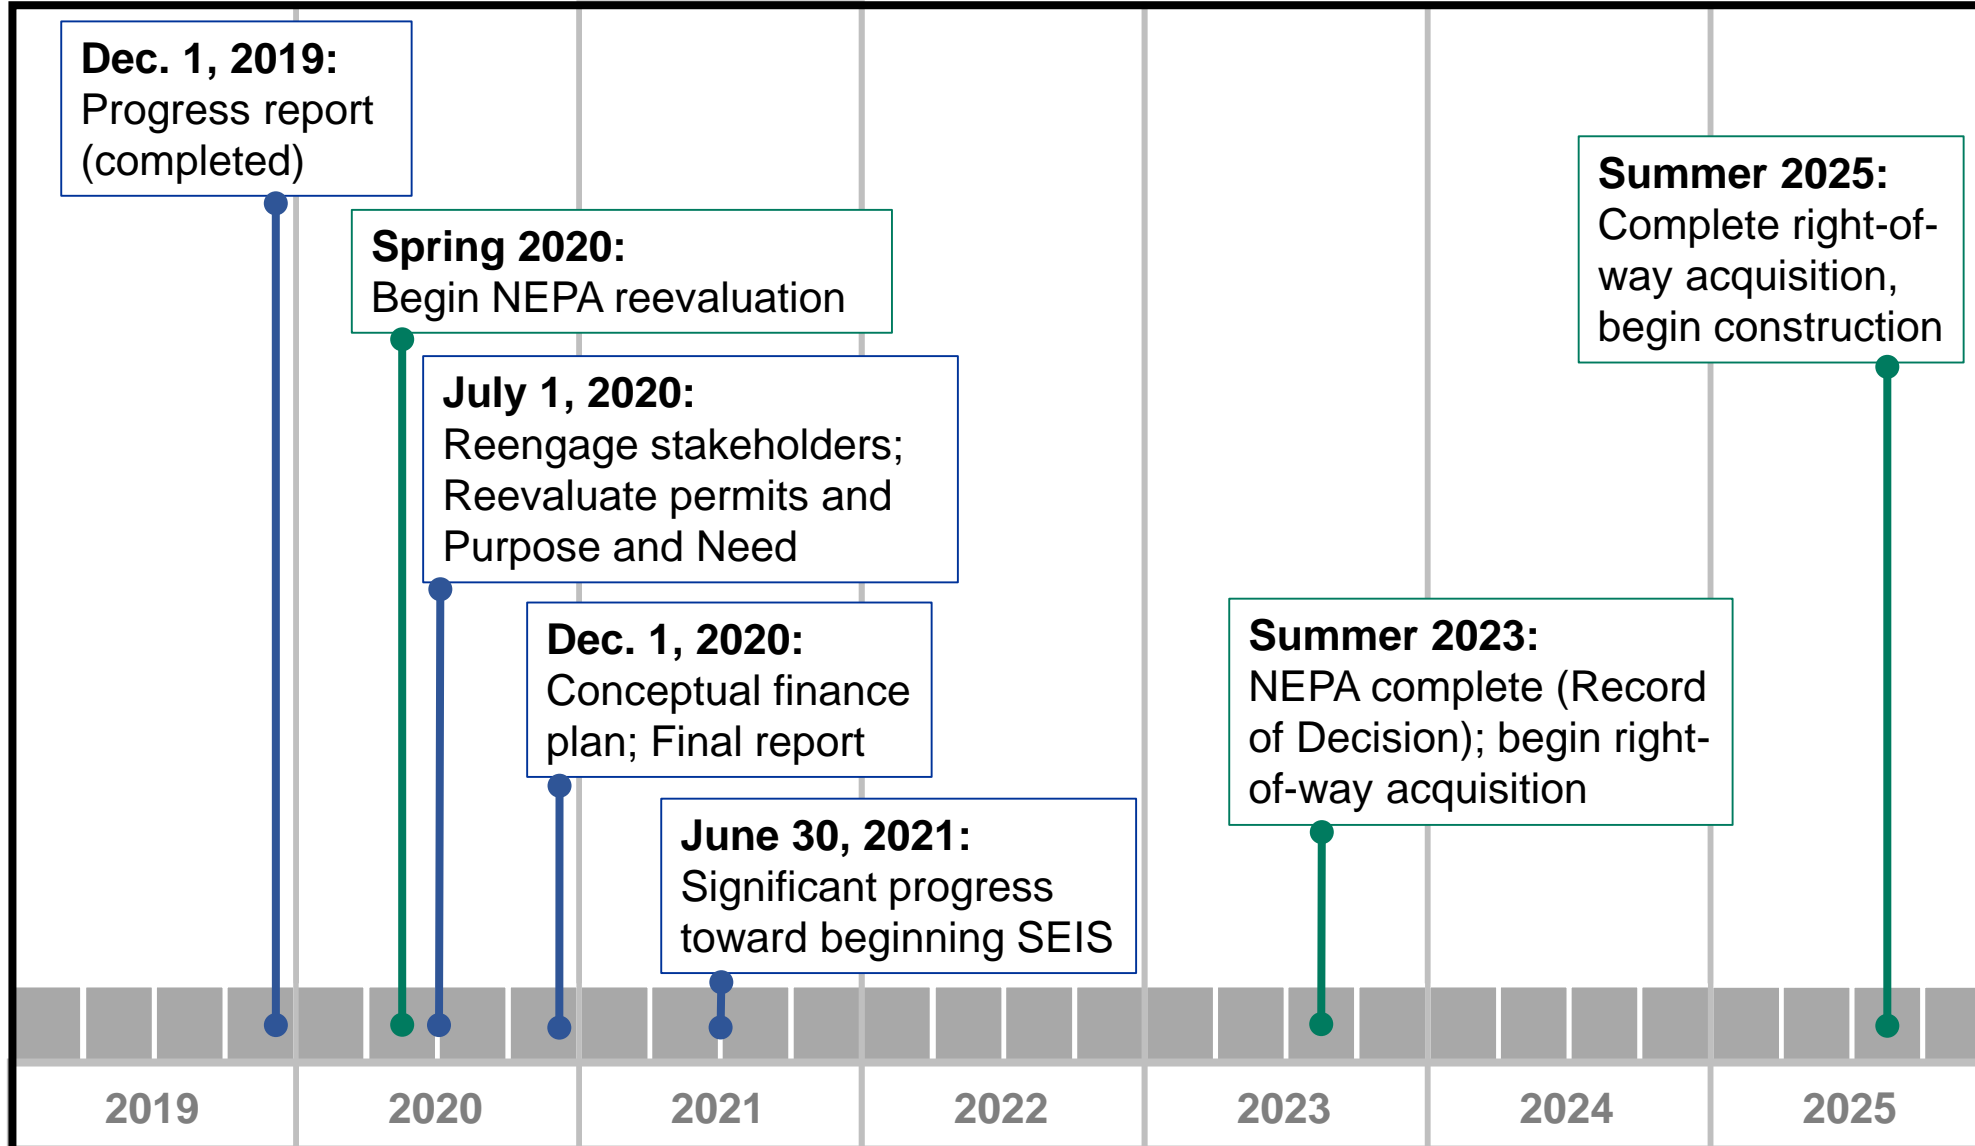 Dec. 1, 2019:
Progress report
(completed)
Spring 2020:
Begin NEPA reevaluation
July 1, 2020:
Reengage stakeholders;
Reevaluate permits and
Purpose and Need
Dec. 1, 2020:
Conceptual finance
plan; Final report
June 30, 2021:
Significant progress
toward beginning SEIS
Summer 2023:
NEPA complete (Record
of Decision); begin right-
of-way acquisition
Summer 2025:
Complete right-of-
way acquisition,
begin construction
2019 2020 2021 2022 2023 2024 2025